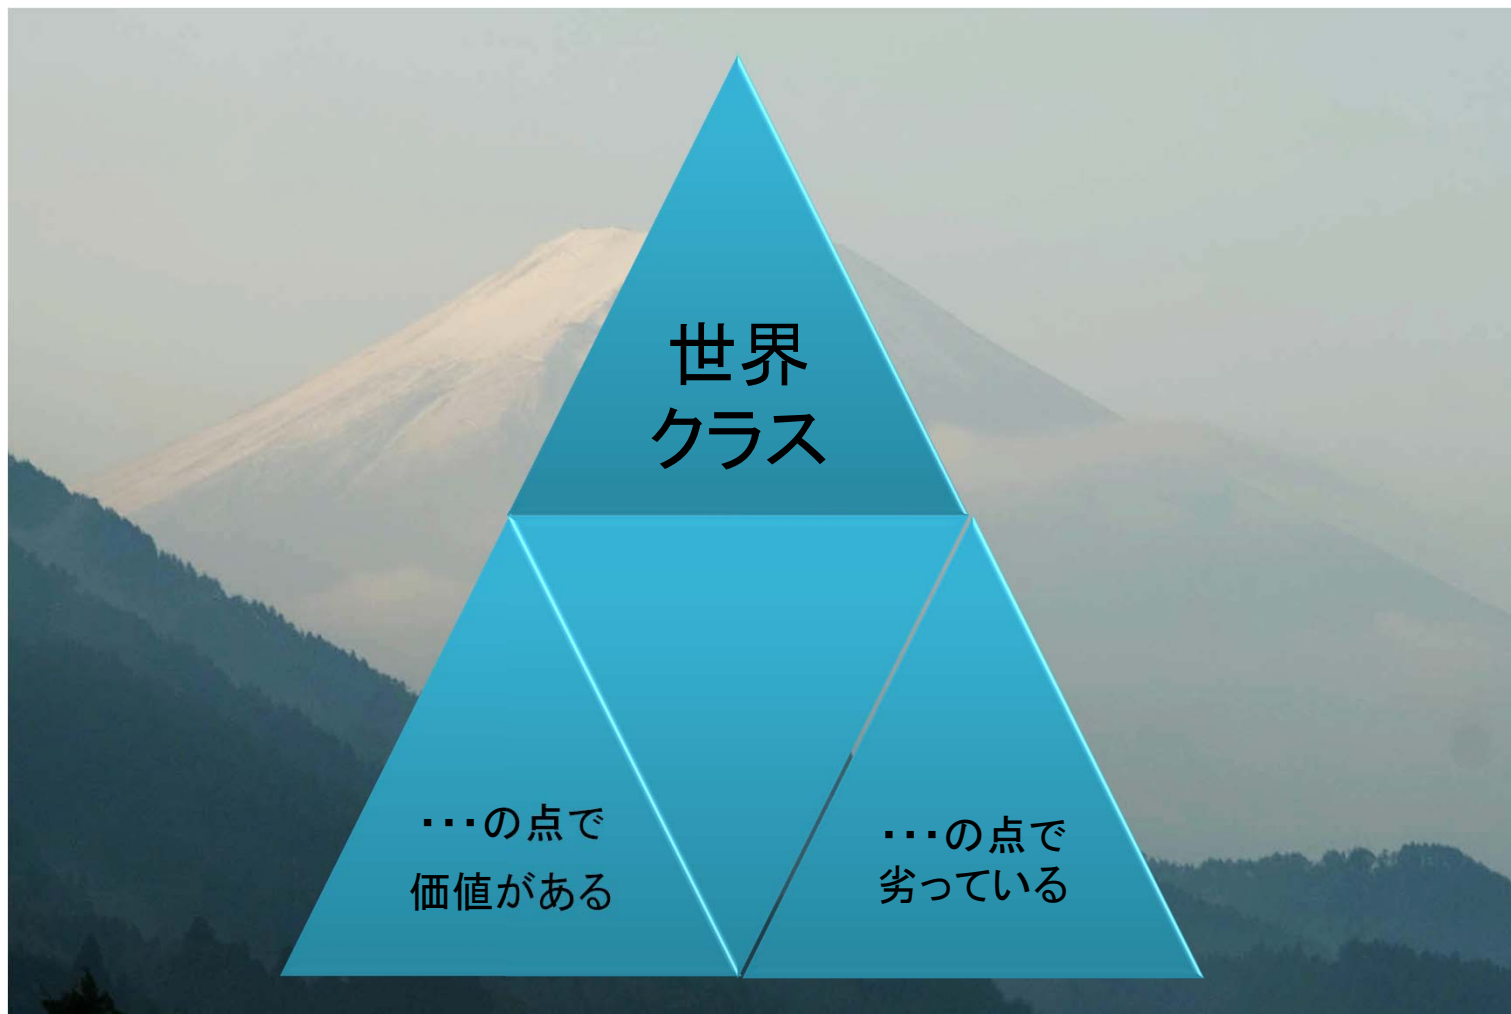 世界
クラス
・・・の点で
価値がある
・・・の点で
劣っている